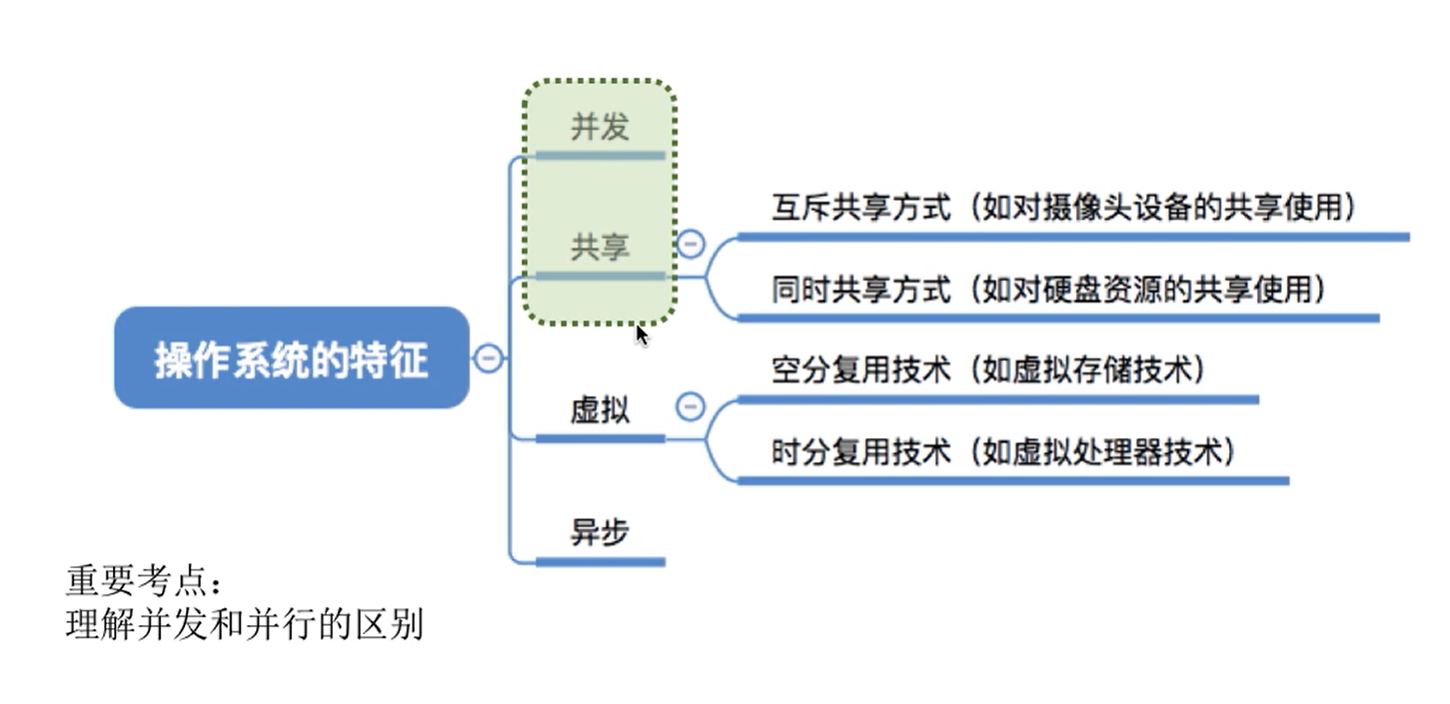 并发
互斥共享方式（如对摄像头设备的共享使用）
共享
同时共享方式（如对硬盘资源的共享使用）
操作系统的特征
空分复用技术（如虚拟存储技术）
虚拟
时分复用技术（如虚拟处理器技术）
异步
重要考点：
理解并发和并行的区别